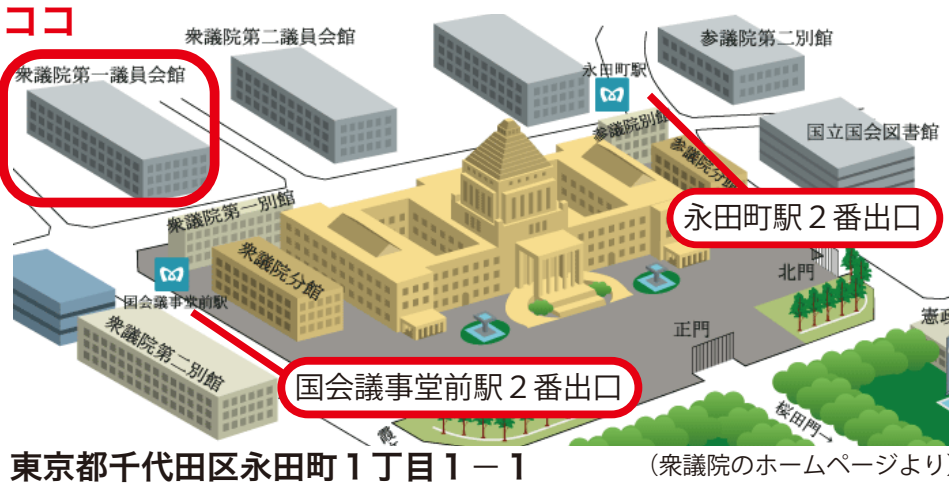 ココ
衆議院第二議員会館
参議院第二別館
衆議院第一議員会館
永田町駅
参議院別館
国立国会図書館
参議院分館
衆議院第一別館
永田町駅2番出口
衆議院分館
北門
国会議事堂前駅
憲政
正門
衆議院第二別館
国会議事堂前駅2番出口
桜田門→
霞
東京都千代田区永田町1丁目1－1
（衆議院のホームページより）